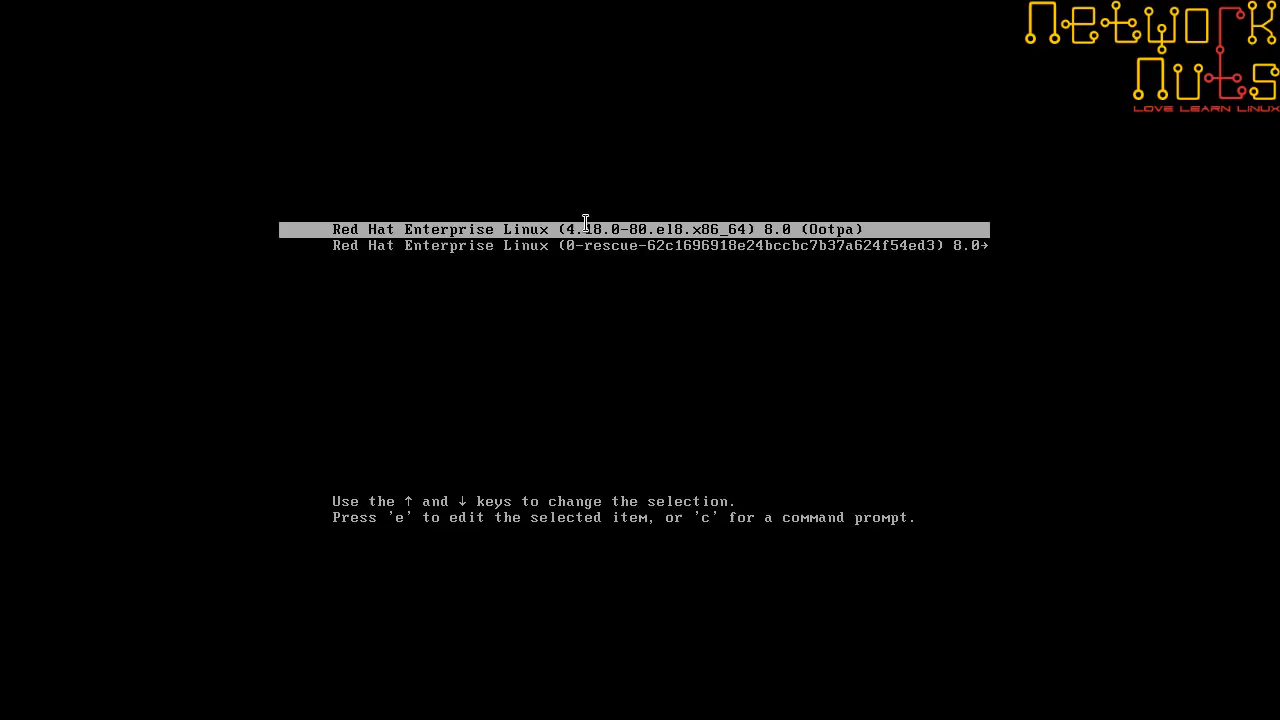 Network
nuts
LOVE LEARN LINUX
Red Hat Enterprise Linux (4.18.0-80.el8.x86_64) 8.0 (Ootpa)
Red Hat Enterprise Linux (0-rescue-62c1696918e24bccbc7b37a624f54ed3) 8.0→
Use the ↑ and ↓ keys to change the selection.
Press 'e' to edit the selected item, or 'c' for a command prompt.